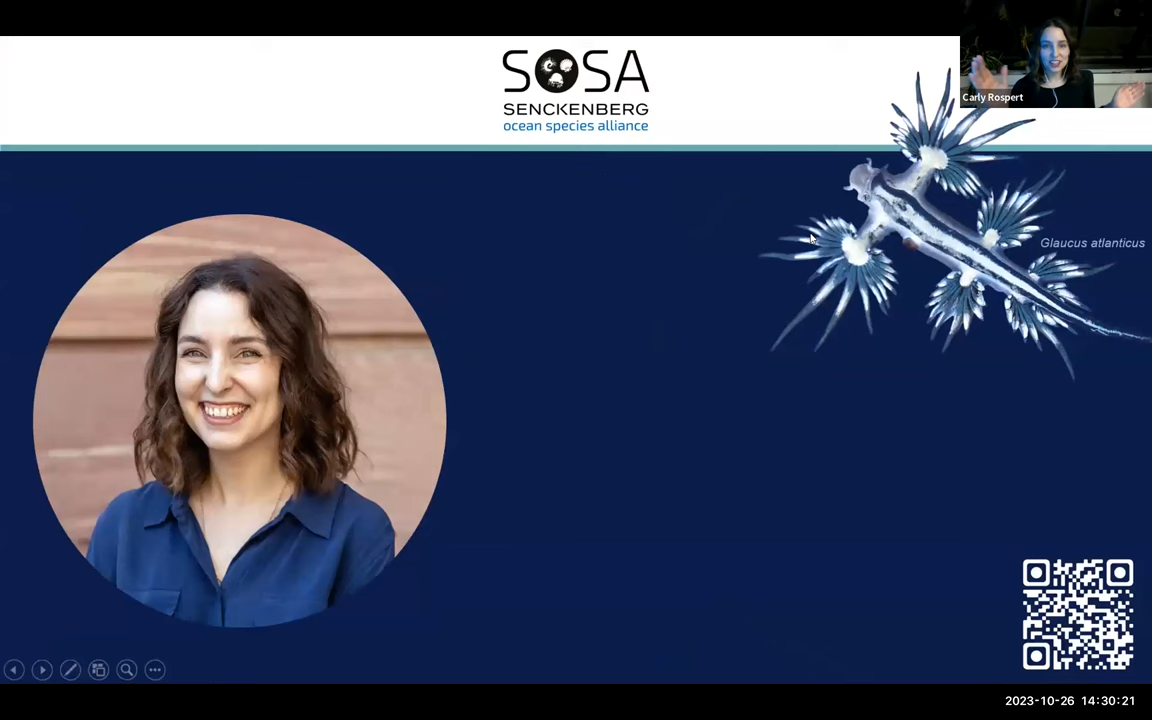 SOSA
SENCKENBERG
ocean species alliance
Carly Rospert
Glaucus atlanticus
2023-10-26 14:30:21